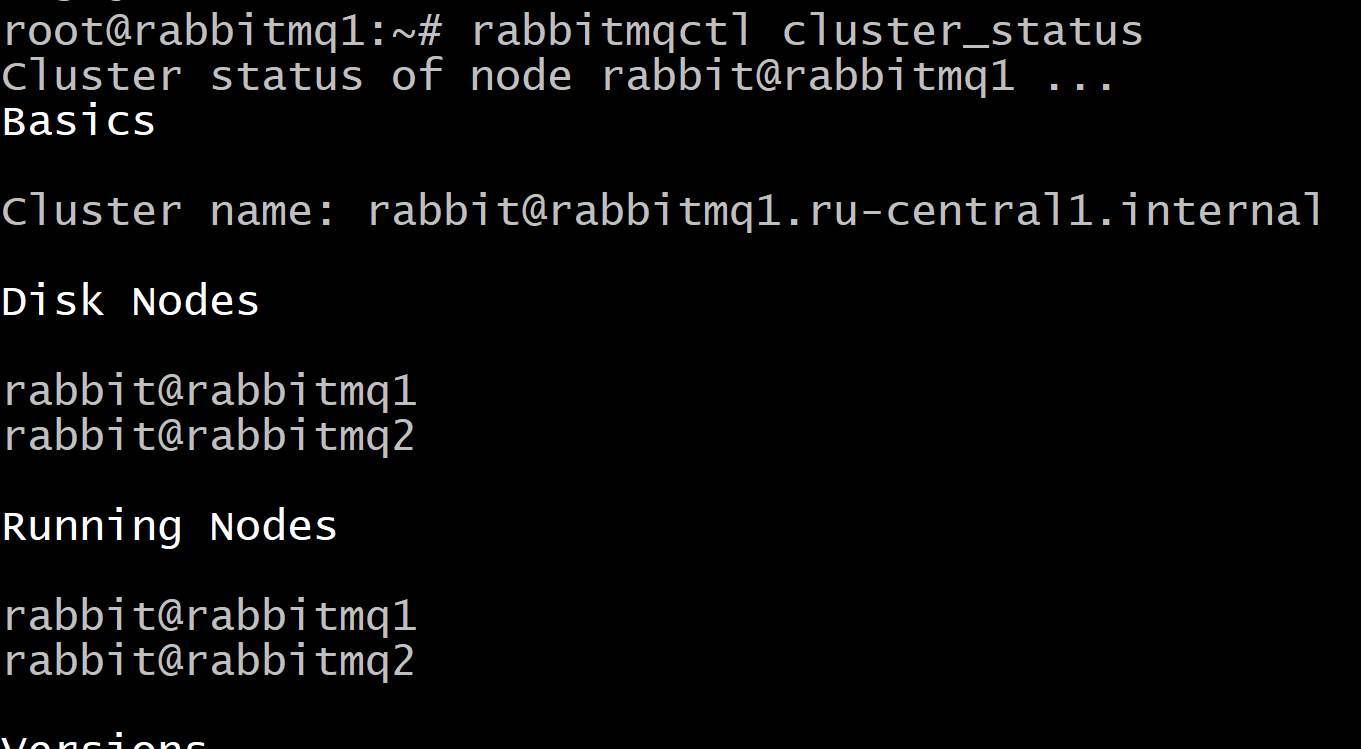 root@rabbitmq1:~# rabbitmqctl cluster_status
Cluster status of node rabbit@rabbitmq1 ...
Basics
Cluster name: rabbit@rabbitmq1.ru-central1.internal
Disk Nodes
rabbit@rabbitmq1
rabbit@rabbitmq2
Running Nodes
rabbit@rabbitmq1
rabbit@rabbitmq2
Versions